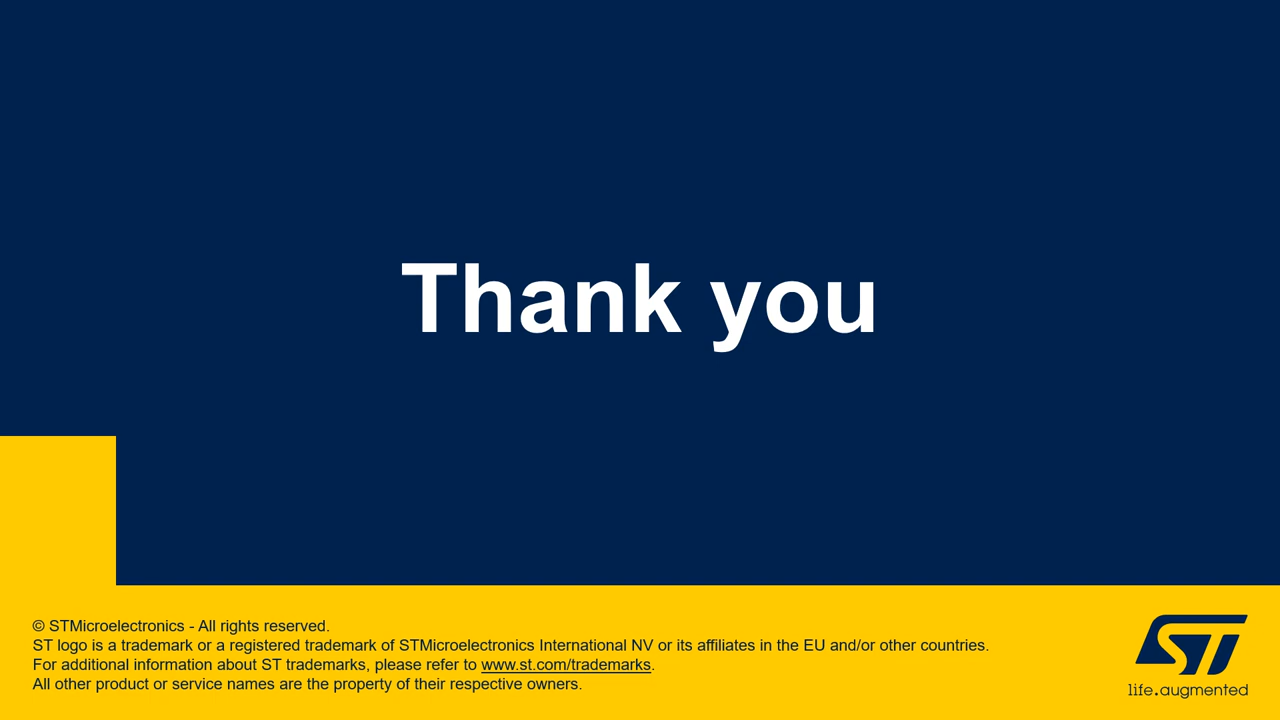 Thank you
© STMicroelectronics - All rights reserved.
ST logo is a trademark or a registered trademark of STMicroelectronics International NV or its affiliates in the EU and/or other countries.
For additional information about ST trademarks, please refer to www.st.com/trademarks.
All other product or service names are the property of their respective owners.
ST
life.augmented